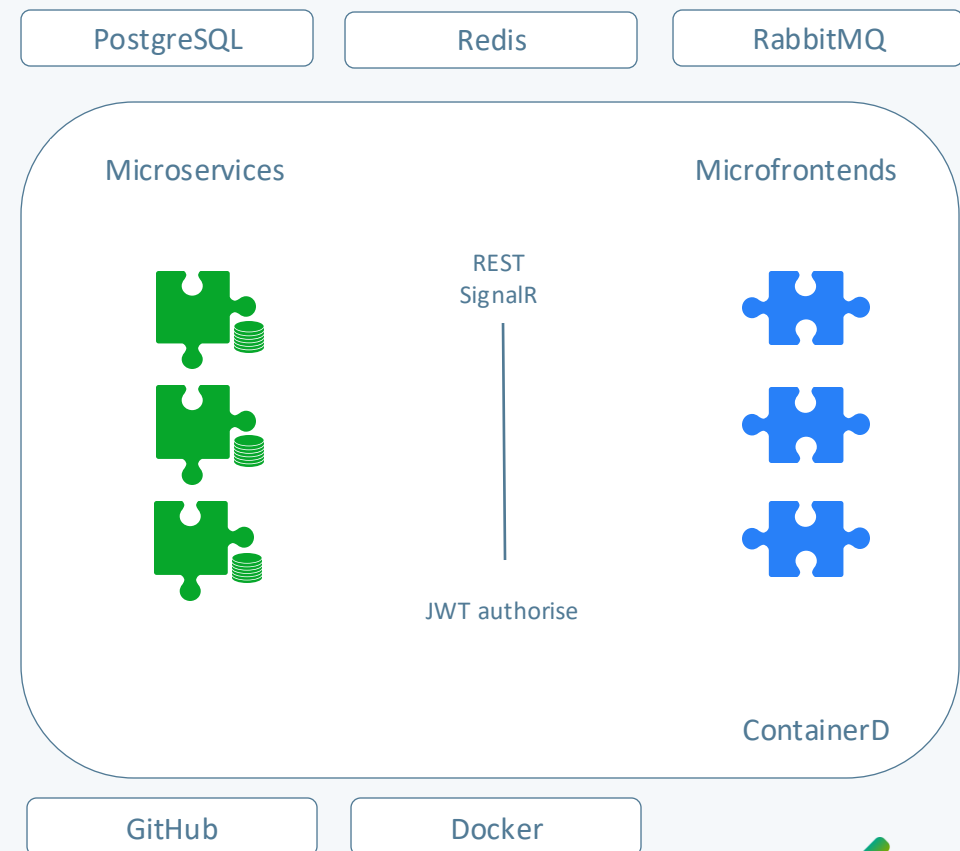 PostgreSQL
Redis
RabbitMQ
Microservices
Microfrontends
REST
SignalR
JWT authorise
ContainerD
GitHub
Docker